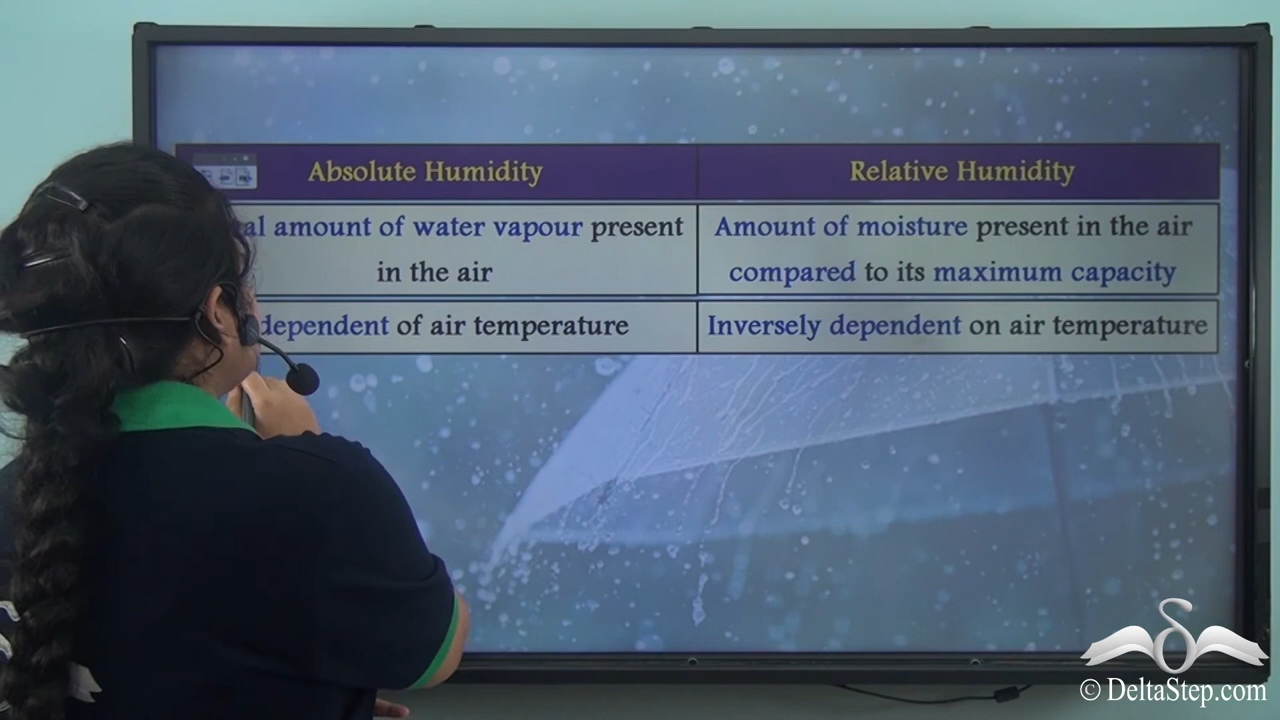 Absolute Humidity
Relative Humidity
amount of water vapour present
in the air
Amount of moisture present in the air
compared to its maximum capacity
dependent of air temperature
Inversely dependent on air temperature
© DeltaStep.com